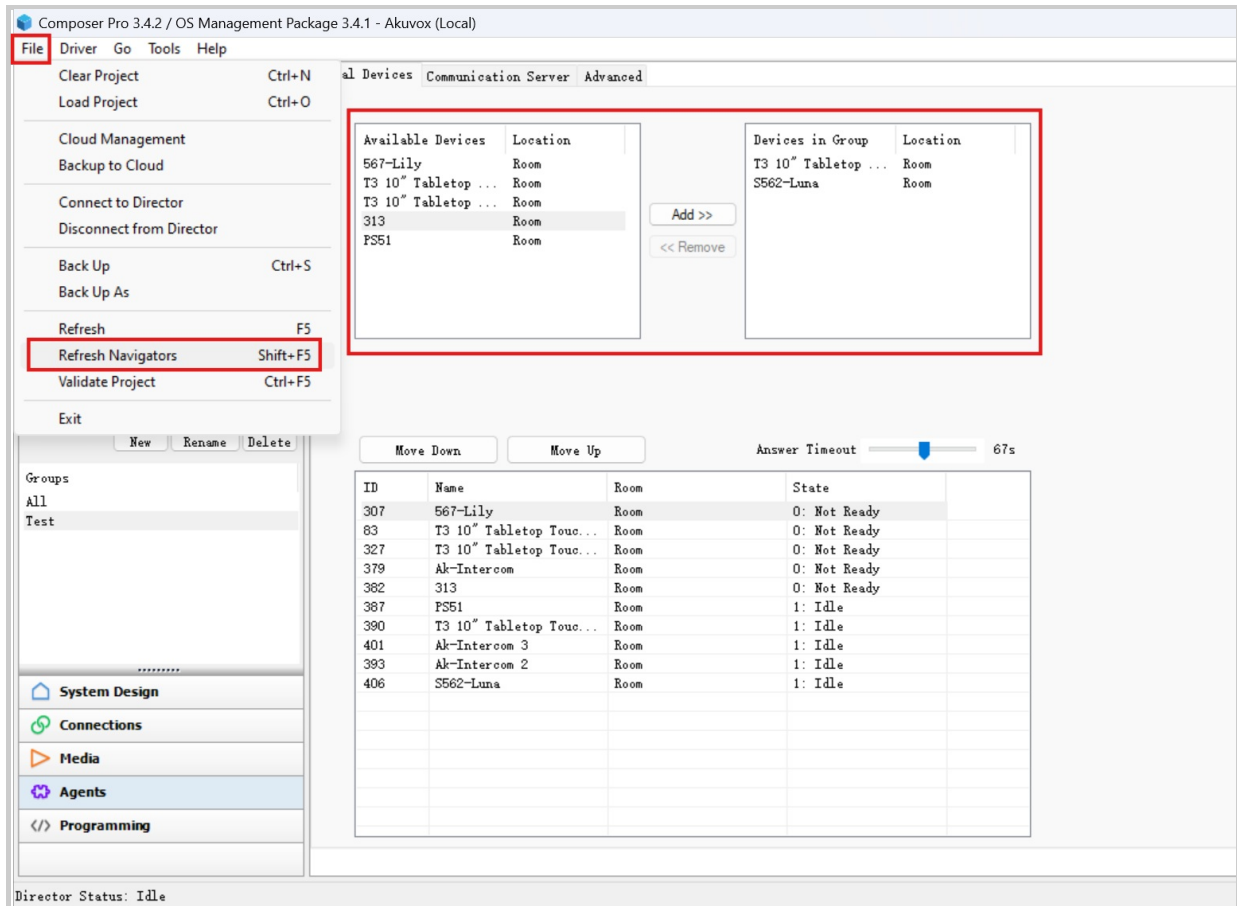 Composer Pro 3.4.2 / OS Management Package 3.4.1 - Akuvox (Local)
File Driver Go Tools Help
Clear Project Ctrl+N
Load Project Ctrl+O
Cloud Management
Backup to Cloud
Connect to Director
Disconnect from Director
Back Up Ctrl+S
Back Up As
Refresh F5
Refresh Navigators Shift+F5
Validate Project Ctrl+F5
Exit
New Rename Delete
Groups
All
Test
System Design
Connections
Media
Agents
Programming
al Devices Communication Server Advanced
Available Devices Location
567-Lily Room
T3 10" Tabletop ... Room
T3 10" Tabletop ... Room
313 Room
PS51 Room
Add >>
<< Remove
Devices in Group Location
T3 10" Tabletop ... Room
S562-Luna Room
Move Down Move Up Answer Timeout 67s
ID Name Room State
307 567-Lily Room 0: Not Ready
83 T3 10" Tabletop Touc... Room 0: Not Ready
327 T3 10" Tabletop Touc... Room 0: Not Ready
379 Ak-Intercom Room 0: Not Ready
382 313 Room 0: Not Ready
387 PS51 Room 1: Idle
390 T3 10" Tabletop Touc... Room 1: Idle
401 Ak-Intercom 3 Room 1: Idle
393 Ak-Intercom 2 Room 1: Idle
406 S562-Luna Room 1: Idle
Director Status: Idle